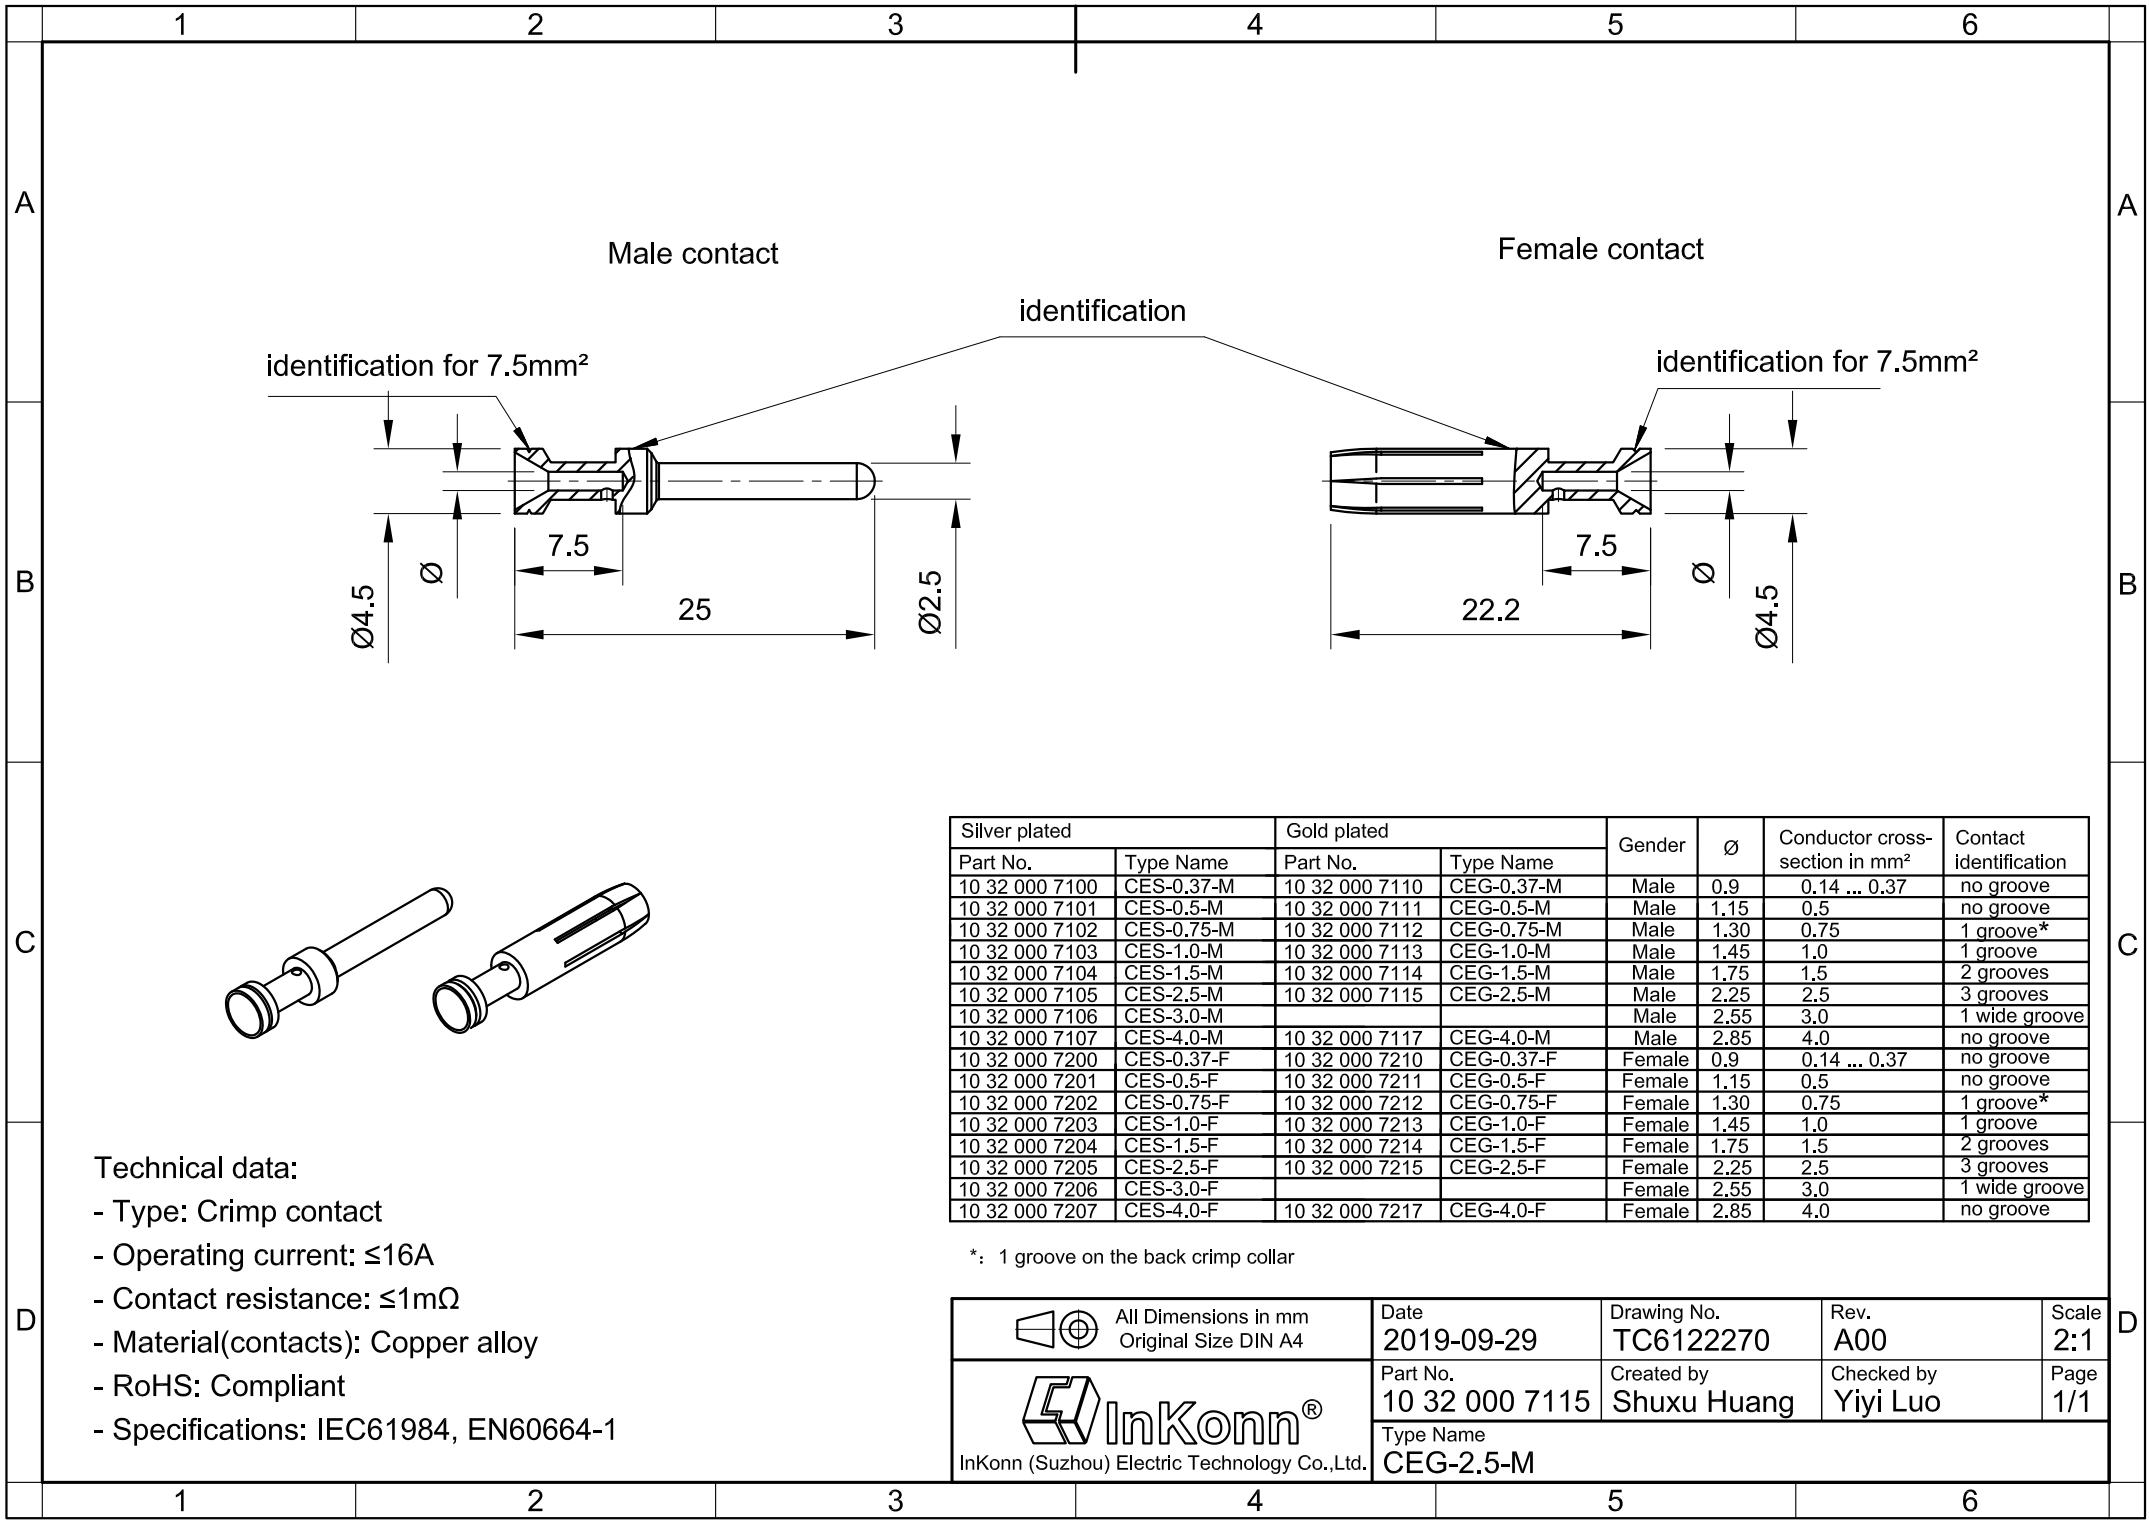 1 2 3 4 5 6
A A
Male contact
Female contact
identification
identification for 7.5mm²
identification for 7.5mm²
7.5
7.5
Ø
Ø
B B
Ø4.5
25
Ø2.5
22.2
Ø4.5
Silver plated Gold plated Gender Ø Conductor cross-section in mm² Contact identification
Part No. Type Name Part No. Type Name
10 32 000 7100 CES-0.37-M 10 32 000 7110 CEG-0.37-M Male 0.9 0.14 ... 0.37 no groove
10 32 000 7101 CES-0.5-M 10 32 000 7111 CEG-0.5-M Male 1.15 0.5 no groove
10 32 000 7102 CES-0.75-M 10 32 000 7112 CEG-0.75-M Male 1.30 0.75 1 groove*
10 32 000 7103 CES-1.0-M 10 32 000 7113 CEG-1.0-M Male 1.45 1.0 1 groove
10 32 000 7104 CES-1.5-M 10 32 000 7114 CEG-1.5-M Male 1.75 1.5 2 grooves
10 32 000 7105 CES-2.5-M 10 32 000 7115 CEG-2.5-M Male 2.25 2.5 3 grooves
10 32 000 7106 CES-3.0-M Male 2.55 3.0 1 wide groove
10 32 000 7107 CES-4.0-M 10 32 000 7117 CEG-4.0-M Male 2.85 4.0 no groove
10 32 000 7200 CES-0.37-F 10 32 000 7210 CEG-0.37-F Female 0.9 0.14 ... 0.37 no groove
10 32 000 7201 CES-0.5-F 10 32 000 7211 CEG-0.5-F Female 1.15 0.5 no groove
10 32 000 7202 CES-0.75-F 10 32 000 7212 CEG-0.75-F Female 1.30 0.75 1 groove*
10 32 000 7203 CES-1.0-F 10 32 000 7213 CEG-1.0-F Female 1.45 1.0 1 groove
10 32 000 7204 CES-1.5-F 10 32 000 7214 CEG-1.5-F Female 1.75 1.5 2 grooves
10 32 000 7205 CES-2.5-F 10 32 000 7215 CEG-2.5-F Female 2.25 2.5 3 grooves
10 32 000 7206 CES-3.0-F Female 2.55 3.0 1 wide groove
10 32 000 7207 CES-4.0-F 10 32 000 7217 CEG-4.0-F Female 2.85 4.0 no groove
*: 1 groove on the back crimp collar
C C
Technical data:
- Type: Crimp contact
- Operating current: ≤16A
- Contact resistance: ≤1mΩ
- Material(contacts): Copper alloy
- RoHS: Compliant
- Specifications: IEC61984, EN60664-1
D D
All Dimensions in mm
Original Size DIN A4
Date Drawing No. Rev. Scale
2019-09-29 TC6122270 A00 2:1
Part No. Created by Checked by Page
10 32 000 7115 Shuxu Huang Yiyi Luo 1/1
InKonn®
InKonn (Suzhou) Electric Technology Co.,Ltd.
Type Name
CEG-2.5-M
1 2 3 4 5 6